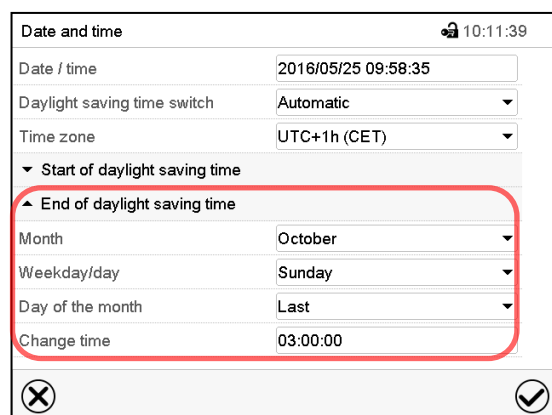 Date and time 10:11:39
Date / time 2016/05/25 09:58:35
Daylight saving time switch Automatic
Time zone UTC+1h (CET)
Start of daylight saving time
End of daylight saving time
Month October
Weekday/day Sunday
Day of the month Last
Change time 03:00:00